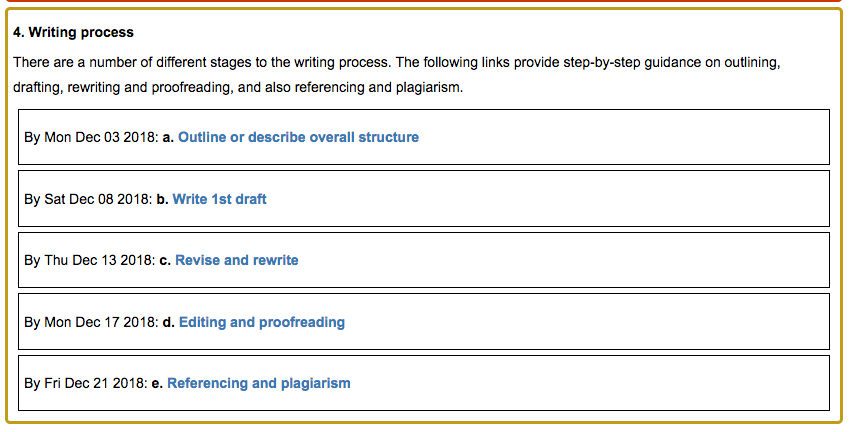 4. Writing process
There are a number of different stages to the writing process. The following links provide step-by-step guidance on outlining,
drafting, rewriting and proofreading, and also referencing and plagiarism.
By Mon Dec 03 2018: a. Outline or describe overall structure
By Sat Dec 08 2018: b. Write 1st draft
By Thu Dec 13 2018: c. Revise and rewrite
By Mon Dec 17 2018: d. Editing and proofreading
By Fri Dec 21 2018: e. Referencing and plagiarism